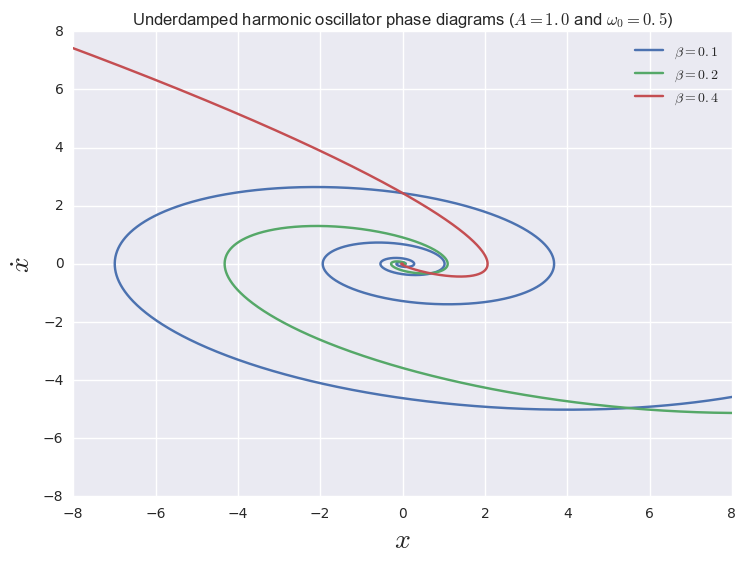 Underdamped harmonic oscillator phase diagrams (A = 1.0 and ω₀ = 0.5)
β = 0.1
β = 0.2
β = 0.4
8
6
4
2
0
−2
−4
−6
−8
ẋ
−8 −6 −4 −2 0 2 4 6 8
x